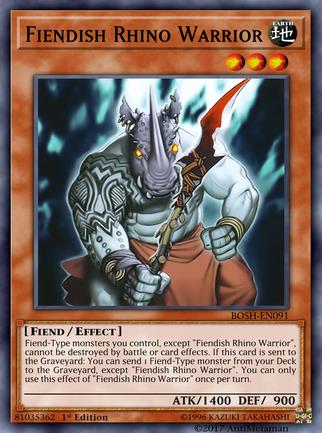 Fiendish Rhino Warrior
EARTH
地
BOSH-EN091
[Fiend / Effect]
Fiend-Type monsters you control, except "Fiendish Rhino Warrior",
cannot be destroyed by battle or card effects. If this card is sent to
the Graveyard: You can send 1 Fiend-Type monster from your Deck
to the Graveyard, except "Fiendish Rhino Warrior". You can only
use this effect of "Fiendish Rhino Warrior" once per turn.
ATK/1400 DEF/ 900
81035362 1st Edition ©1996 KAZUKI TAKAHASHI
©2017 AntiMetaman